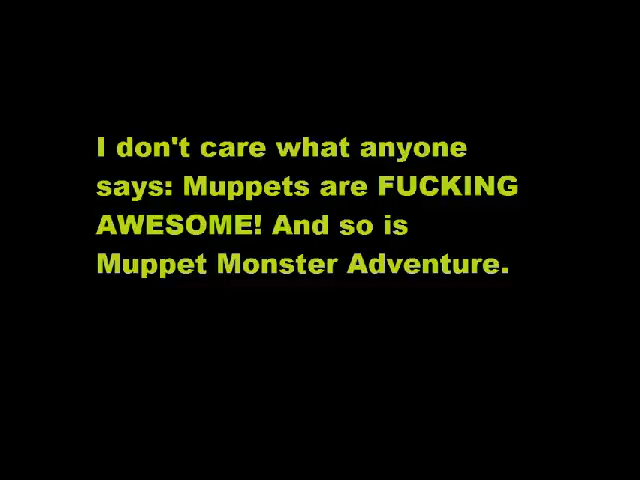 I don't care what anyone
says: Muppets are FUCKING
AWESOME! And so is
Muppet Monster Adventure.